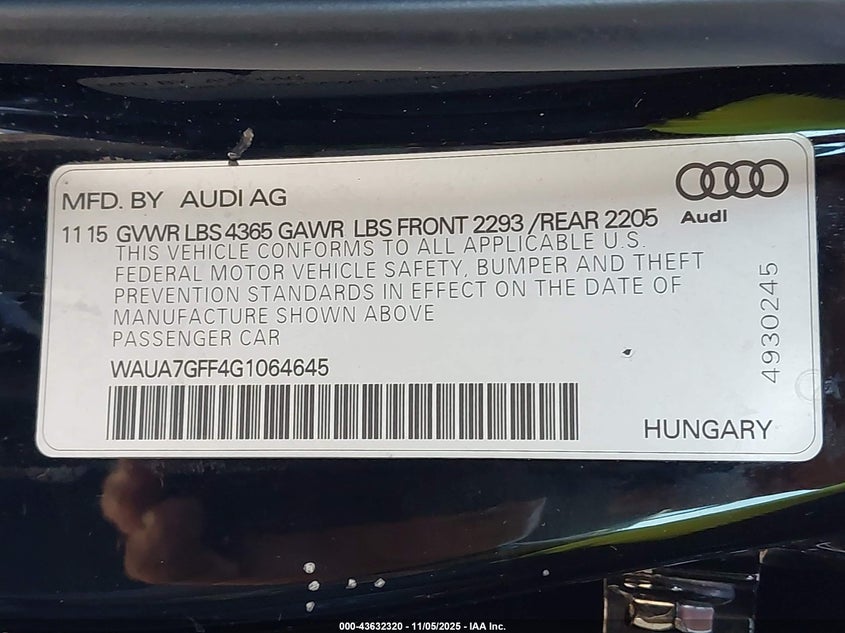 MFD. BY AUDI AG
Audi
11 15 GVWR LBS 4365 GAWR LBS FRONT 2293 /REAR 2205
THIS VEHICLE CONFORMS TO ALL APPLICABLE U.S.
FEDERAL MOTOR VEHICLE SAFETY, BUMPER AND THEFT
PREVENTION STANDARDS IN EFFECT ON THE DATE OF
MANUFACTURE SHOWN ABOVE
PASSENGER CAR
WAUA7GFF4G1064645
4930245
HUNGARY
000-43632320 - 11/05/2025 - IAA Inc.